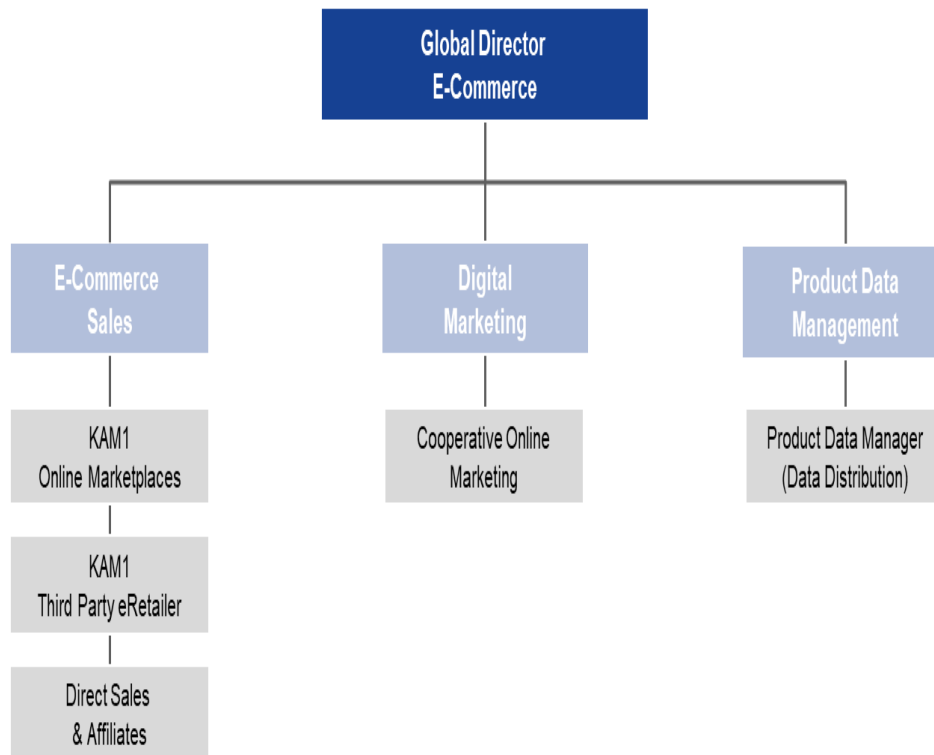 Global Director
E-Commerce
E-Commerce
Sales
Digital
Marketing
Product Data
Management
KAM1
Online Marketplaces
Cooperative Online
Marketing
Product Data Manager
(Data Distribution)
KAM1
Third Party eRetailer
Direct Sales
& Affiliates